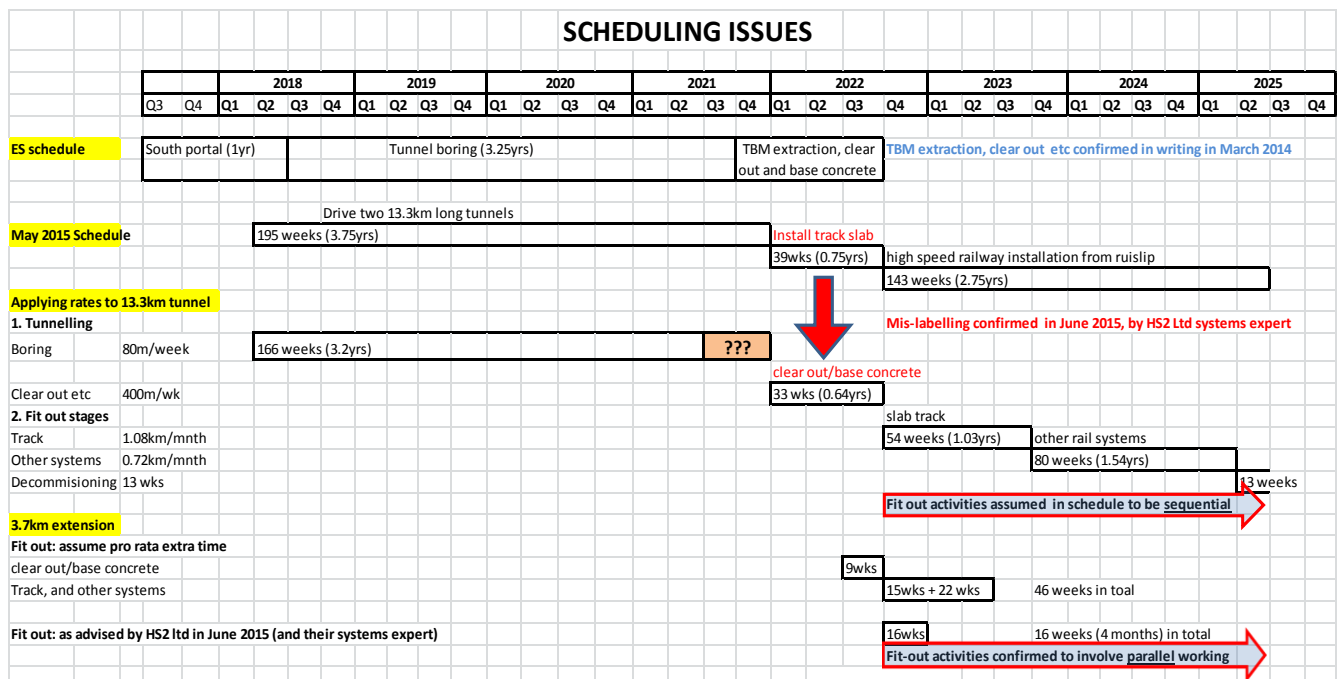 SCHEDULING ISSUES
2018 2019 2020 2021 2022 2023 2024 2025
Q3 Q4 Q1 Q2 Q3 Q4 Q1 Q2 Q3 Q4 Q1 Q2 Q3 Q4 Q1 Q2 Q3 Q4 Q1 Q2 Q3 Q4 Q1 Q2 Q3 Q4 Q1 Q2 Q3 Q4 Q1 Q2 Q3 Q4
ES schedule South portal (1yr) Tunnel boring (3.25yrs) TBM extraction, clear TBM extraction, clear out etc confirmed in writing in March 2014
out and base concrete
Drive two 13.3km long tunnels
May 2015 Schedule 195 weeks (3.75yrs) Install track slab
39wks (0.75yrs) high speed railway installation from ruislip
143 weeks (2.75yrs)
Applying rates to 13.3km tunnel
1. Tunnelling Mis-labelling confirmed in June 2015, by HS2 Ltd systems expert
Boring 80m/week 166 weeks (3.2yrs) ???
clear out/base concrete
Clear out etc 400m/wk 33 wks (0.64yrs)
2. Fit out stages slab track
Track 1.08km/mnth 54 weeks (1.03yrs) other rail systems
Other systems 0.72km/mnth 80 weeks (1.54yrs)
Decommisioning 13 wks 13 weeks
Fit out activities assumed in schedule to be sequential
3.7km extension
Fit out: assume pro rata extra time
clear out/base concrete 9wks
Track, and other systems 15wks + 22 wks 46 weeks in toal
Fit out: as advised by HS2 ltd in June 2015 (and their systems expert) 16wks 16 weeks (4 months) in total
Fit-out activities confirmed to involve parallel working